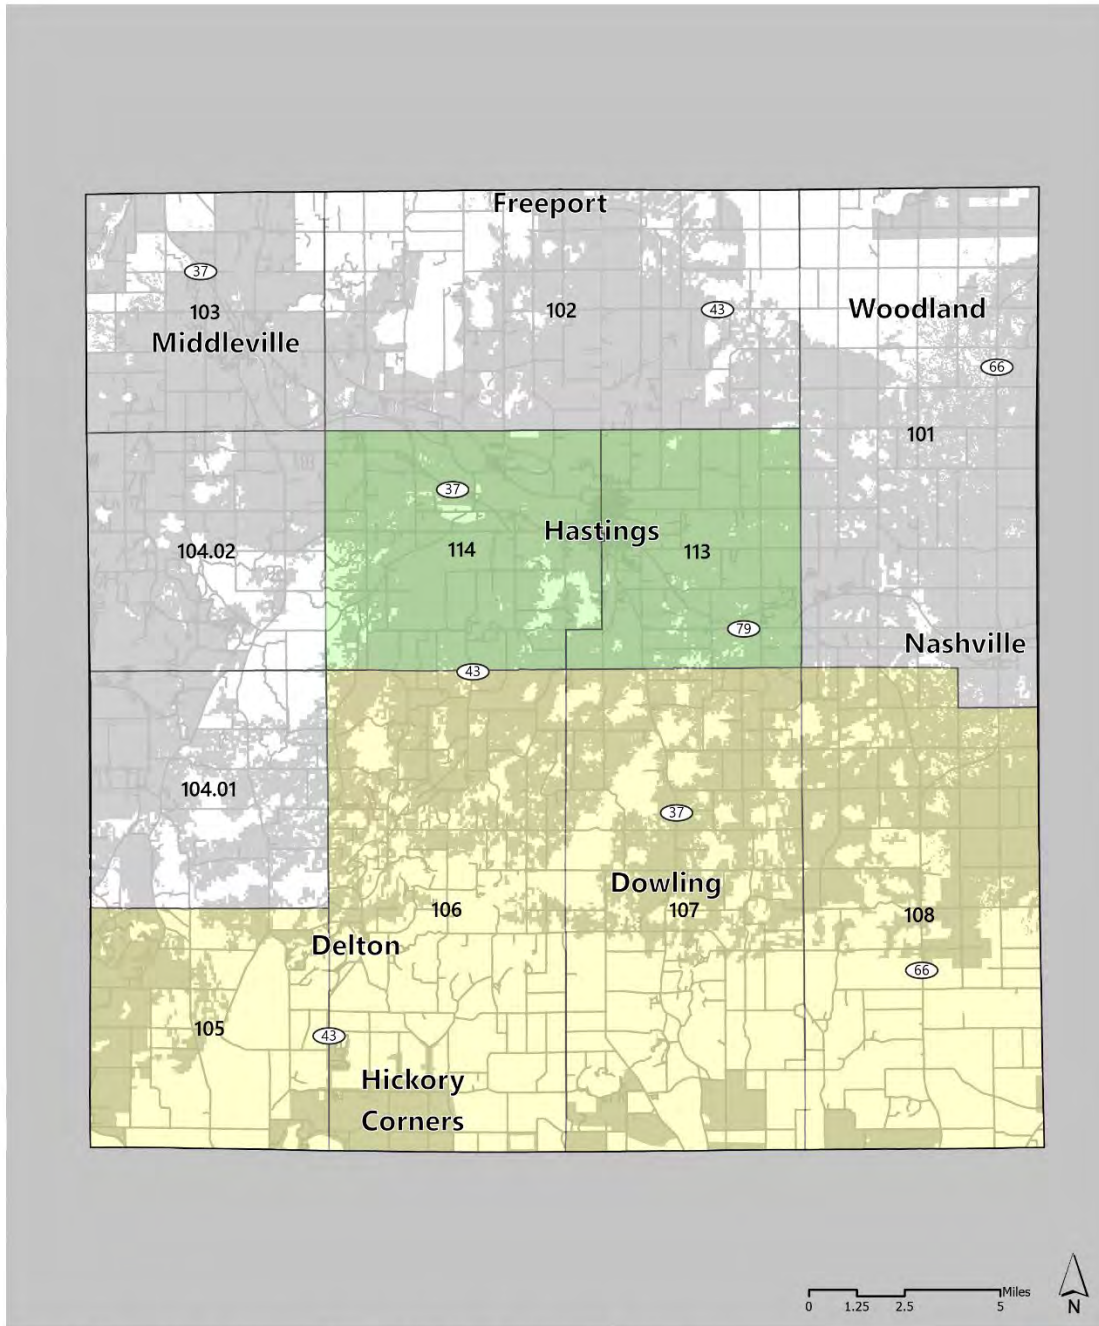 Freeport
37
103
102
43
Woodland
Middleville
66
101
37
Hastings
104.02
114
113
79
Nashville
43
104.01
37
Dowling
106
107
108
Delton
66
105
43
Hickory
Corners
Miles
0 1.25 2.5 5
N